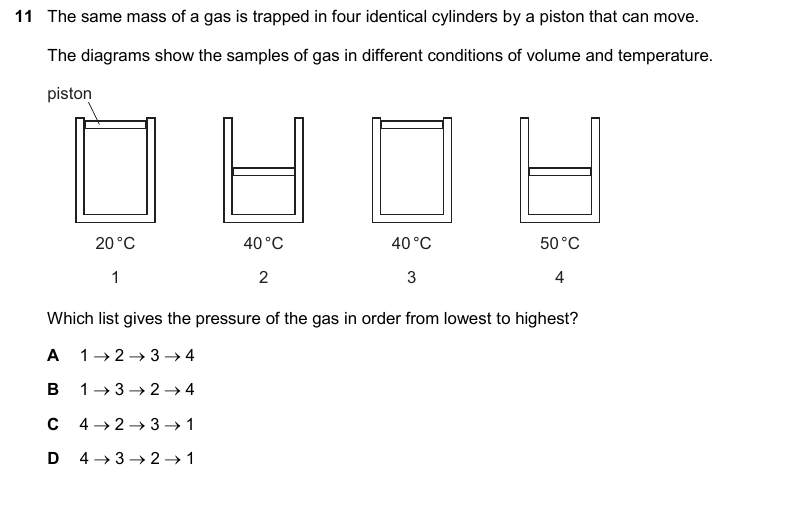 11 The same mass of a gas is trapped in four identical cylinders by a piston that can move.
The diagrams show the samples of gas in different conditions of volume and temperature.
piston
20 °C 40 °C 40 °C 50 °C
1 2 3 4
Which list gives the pressure of the gas in order from lowest to highest?
A 1 → 2 → 3 → 4
B 1 → 3 → 2 → 4
C 4 → 2 → 3 → 1
D 4 → 3 → 2 → 1